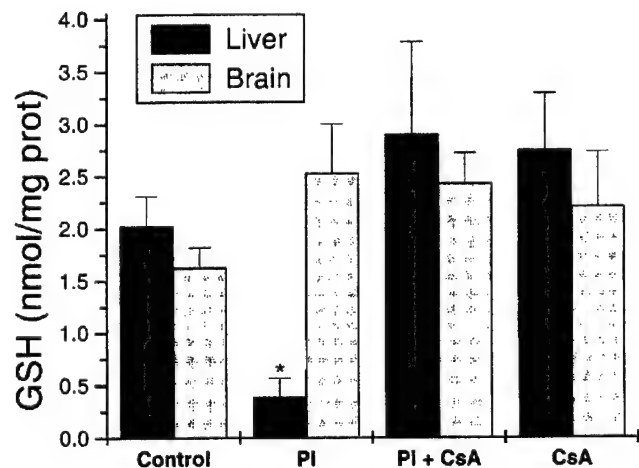 GSH (nmol/mg prot)
4.0
3.5
3.0
2.5
2.0
1.5
1.0
0.5
0.0
Liver
Brain
*
Control
Pi
Pi + CsA
CsA